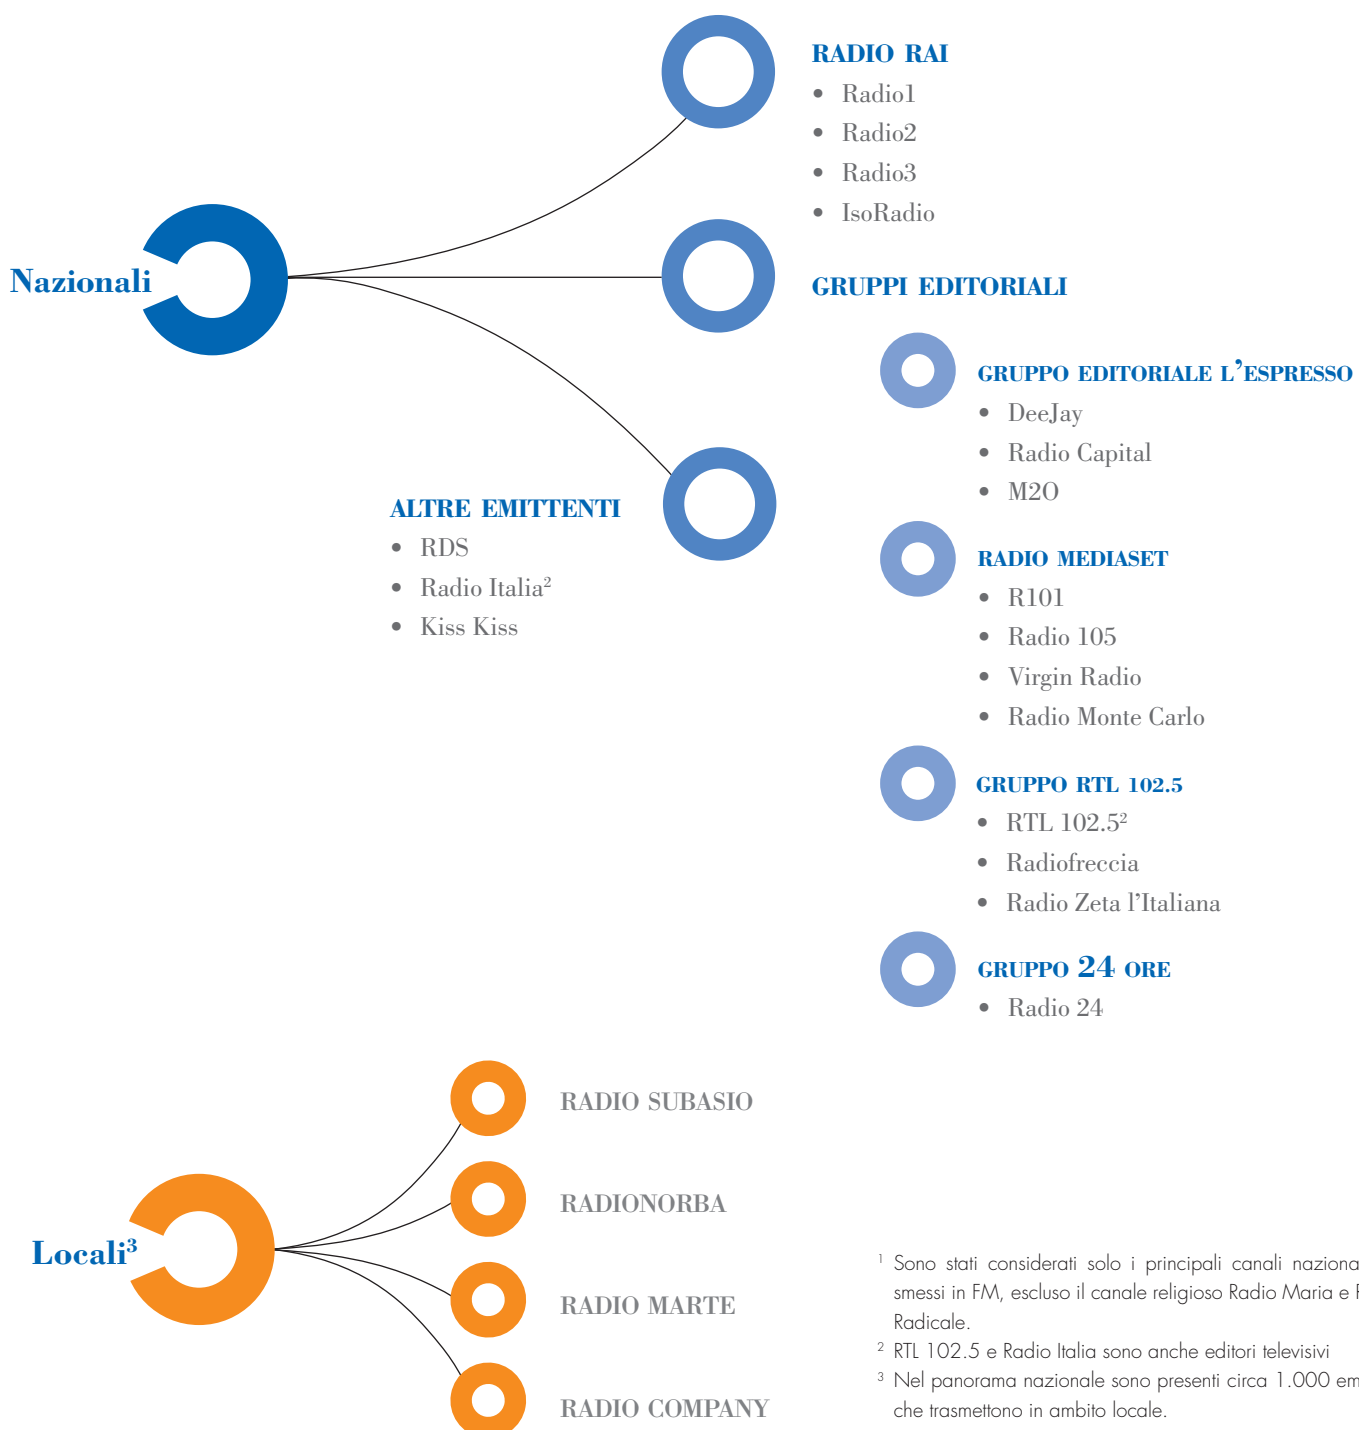 Nazionali
RADIO RAI
• Radio1
• Radio2
• Radio3
• IsoRadio
GRUPPI EDITORIALI
GRUPPO EDITORIALE L’ESPRESSO
• DeeJay
• Radio Capital
• M2O
RADIO MEDIASET
• R101
• Radio 105
• Virgin Radio
• Radio Monte Carlo
GRUPPO RTL 102.5
• RTL 102.5²
• Radiofreccia
• Radio Zeta l’Italiana
GRUPPO 24 ORE
• Radio 24
ALTRE EMITTENTI
• RDS
• Radio Italia²
• Kiss Kiss
Locali³
RADIO SUBASIO
RADIONORBA
RADIO MARTE
RADIO COMPANY
¹ Sono stati considerati solo i principali canali
smessi in FM, escluso il canale religioso Radio Maria e
Radicale.
² RTL 102.5 e Radio Italia sono anche editori televisivi
³ Nel panorama nazionale sono presenti circa 1.000
che trasmettono in ambito locale.